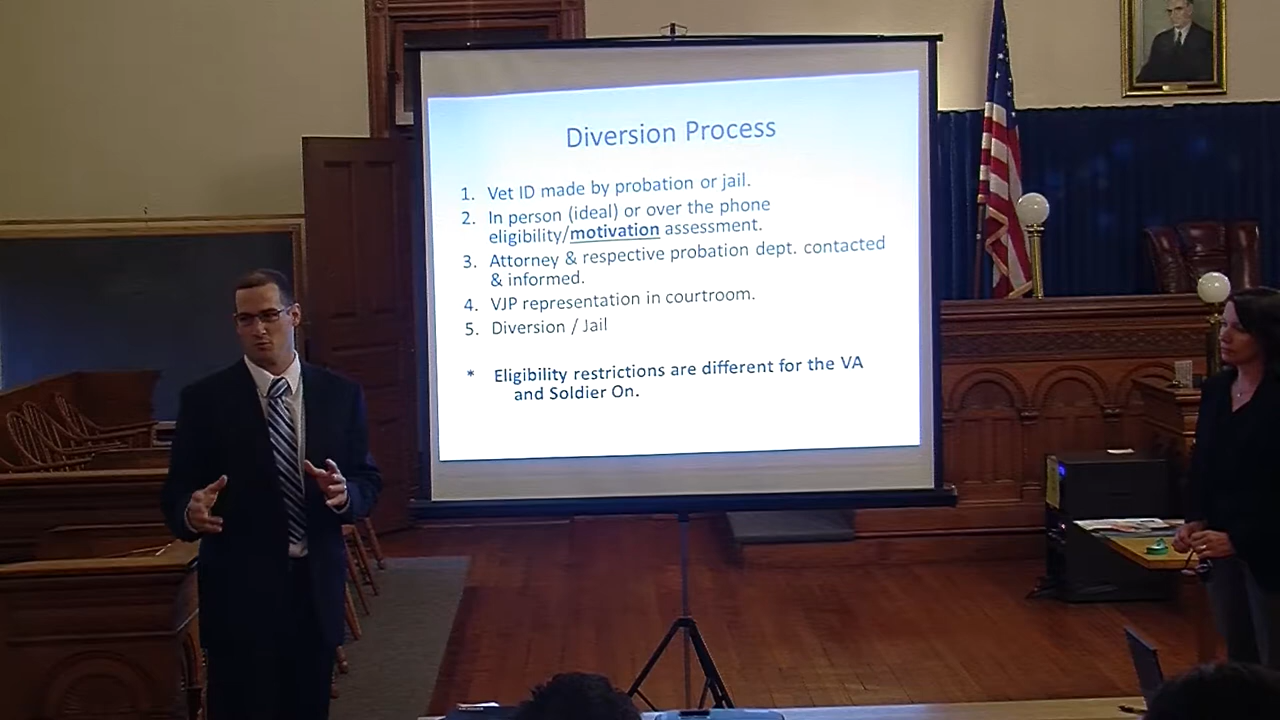 Diversion Process
1. Vet ID made by probation or jail.
2. In person (ideal) or over the phone
eligibility/motivation assessment.
3. Attorney & respective probation dept. contacted
& informed.
4. VJP representation in courtroom.
5. Diversion / Jail
* Eligibility restrictions are different for the VA
and Soldier On.